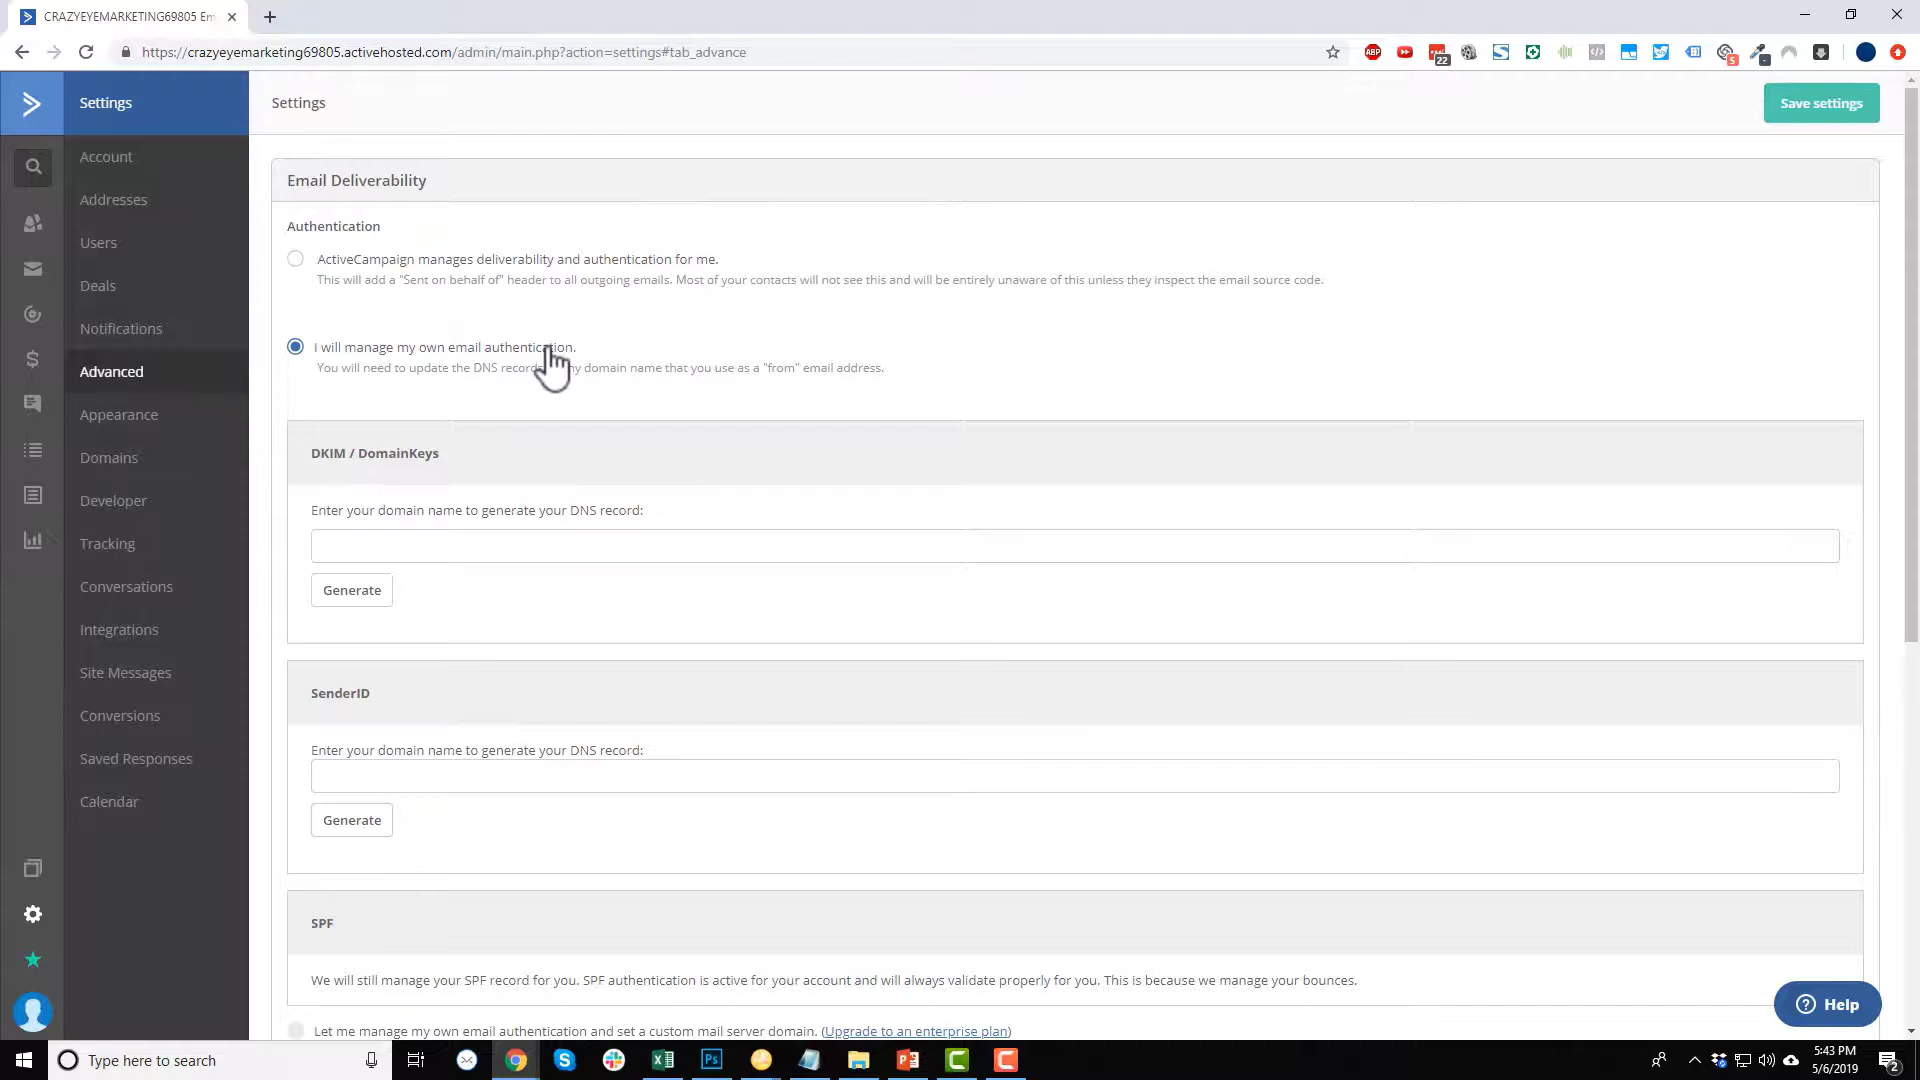 CRAZYEYEMARKETING69805 Em
https://crazyeyemarketing69805.activehosted.com/admin/main.php?action=settings#tab_advance
ABP
22
5
Settings
Settings
Save settings
Account
Addresses
Users
Deals
Notifications
Advanced
Appearance
Domains
Developer
Tracking
Conversations
Integrations
Site Messages
Conversions
Saved Responses
Calendar
Email Deliverability
Authentication
ActiveCampaign manages deliverability and authentication for me.
This will add a "Sent on behalf of" header to all outgoing emails. Most of your contacts will not see this and will be entirely unaware of this unless they inspect the email source code.
I will manage my own email authentication.
You will need to update the DNS records any domain name that you use as a "from" email address.
DKIM / DomainKeys
Enter your domain name to generate your DNS record:
Generate
SenderID
Enter your domain name to generate your DNS record:
Generate
SPF
We will still manage your SPF record for you. SPF authentication is active for your account and will always validate properly for you. This is because we manage your bounces.
Let me manage my own email authentication and set a custom mail server domain. (Upgrade to an enterprise plan)
Help
Type here to search
5:43 PM
5/6/2019
2